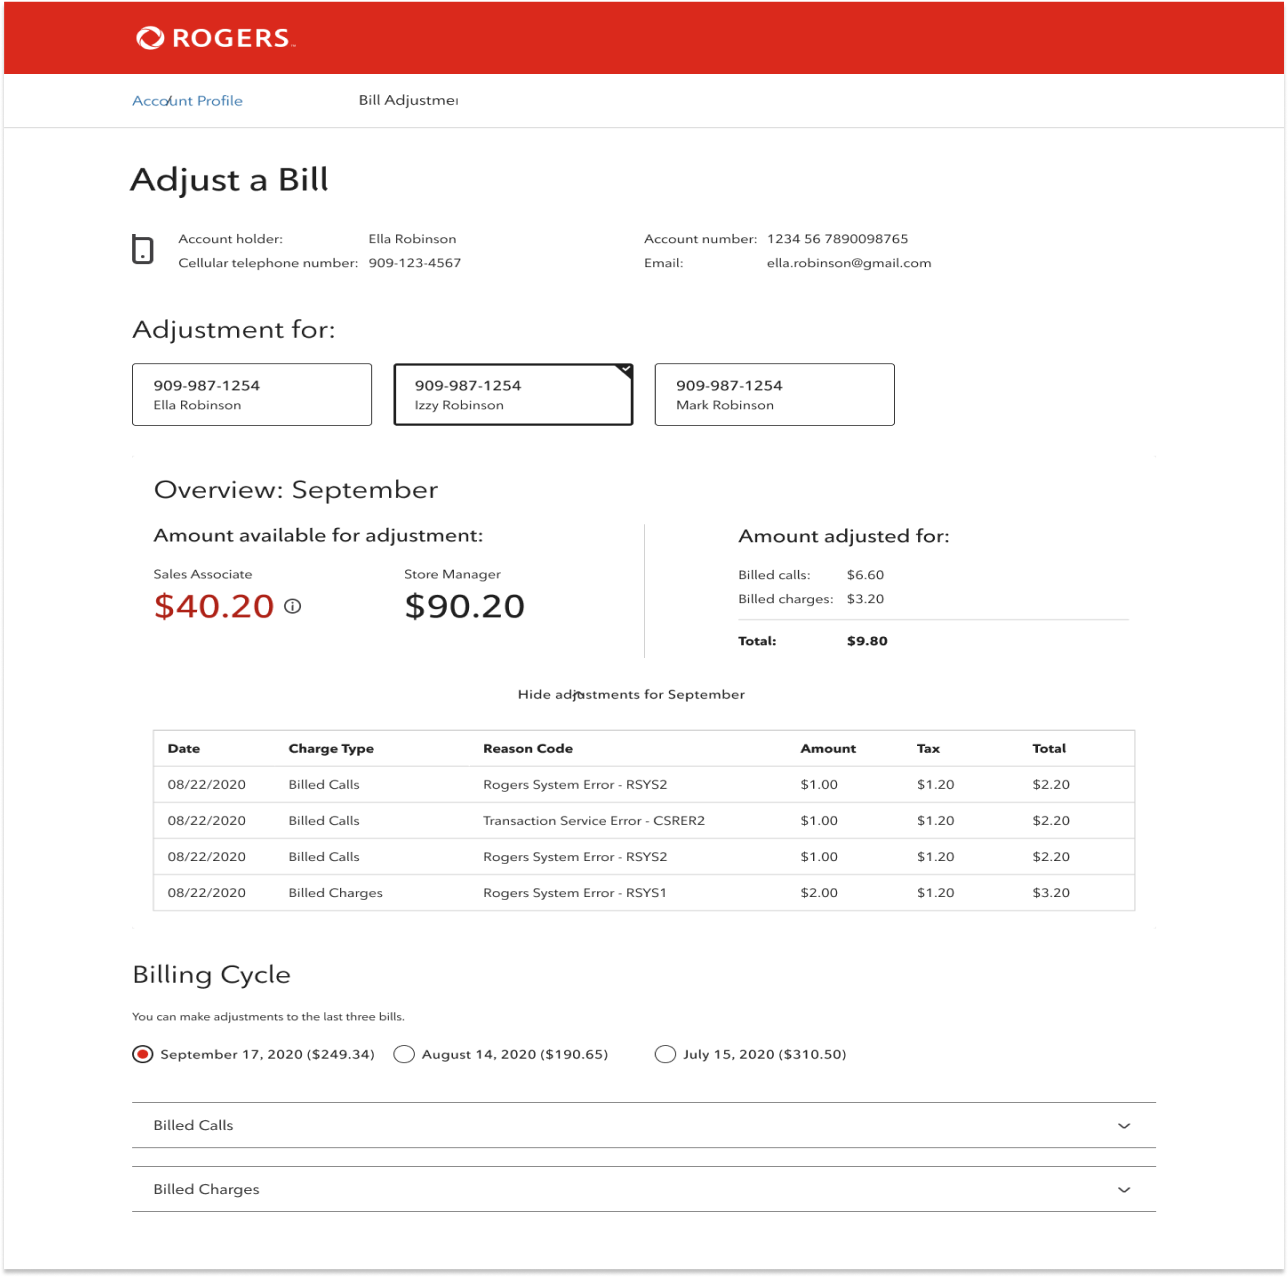 ROGERS™
Account Profile Bill Adjustme
Adjust a Bill
Account holder: Ella Robinson Account number: 1234 56 7890098765
Cellular telephone number: 909-123-4567 Email: ella.robinson@gmail.com
Adjustment for:
909-987-1254 909-987-1254 909-987-1254
Ella Robinson Izzy Robinson Mark Robinson
Overview: September
Amount available for adjustment: Amount adjusted for:
Sales Associate Store Manager Billed calls: $6.60
$40.20 $90.20 Billed charges: $3.20
Total: $9.80
Hide adjustments for September
Date Charge Type Reason Code Amount Tax Total
08/22/2020 Billed Calls Rogers System Error - RSYS2 $1.00 $1.20 $2.20
08/22/2020 Billed Calls Transaction Service Error - CSRER2 $1.00 $1.20 $2.20
08/22/2020 Billed Calls Rogers System Error - RSYS2 $1.00 $1.20 $2.20
08/22/2020 Billed Charges Rogers System Error - RSYS1 $2.00 $1.20 $3.20
Billing Cycle
You can make adjustments to the last three bills.
September 17, 2020 ($249.34) August 14, 2020 ($190.65) July 15, 2020 ($310.50)
Billed Calls
Billed Charges